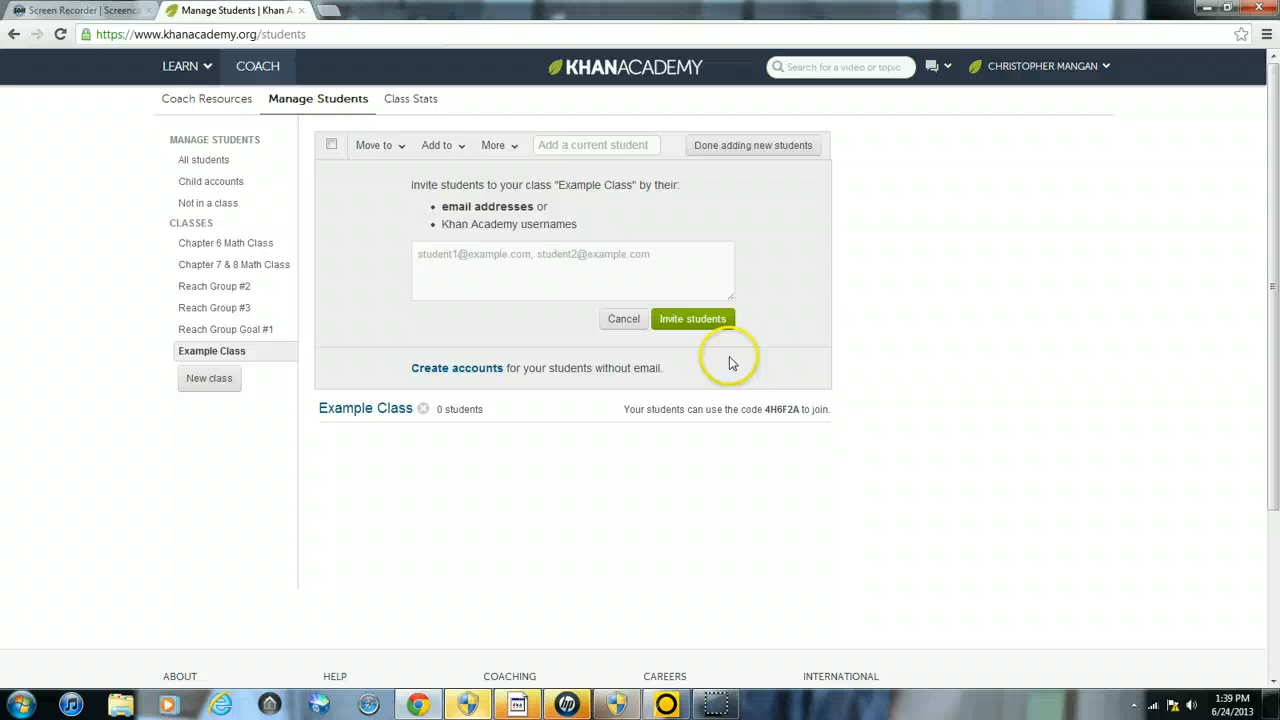 Screen Recorder | Screenca
Manage Students | Khan A
https://www.khanacademy.org/students
LEARN
COACH
KHANACADEMY
Search for a video or topic
CHRISTOPHER MANGAN
Coach Resources
Manage Students
Class Stats
MANAGE STUDENTS
All students
Child accounts
Not in a class
CLASSES
Chapter 6 Math Class
Chapter 7 & 8 Math Class
Reach Group #2
Reach Group #3
Reach Group Goal #1
Example Class
New class
Move to
Add to
More
Add a current student
Done adding new students
Invite students to your class "Example Class" by their:
• email addresses or
• Khan Academy usernames
student1@example.com, student2@example.com
Cancel
Invite students
Create accounts for your students without email.
Example Class
0 students
Your students can use the code 4H6F2A to join.
ABOUT
HELP
COACHING
CAREERS
INTERNATIONAL
1:39 PM
6/24/2013